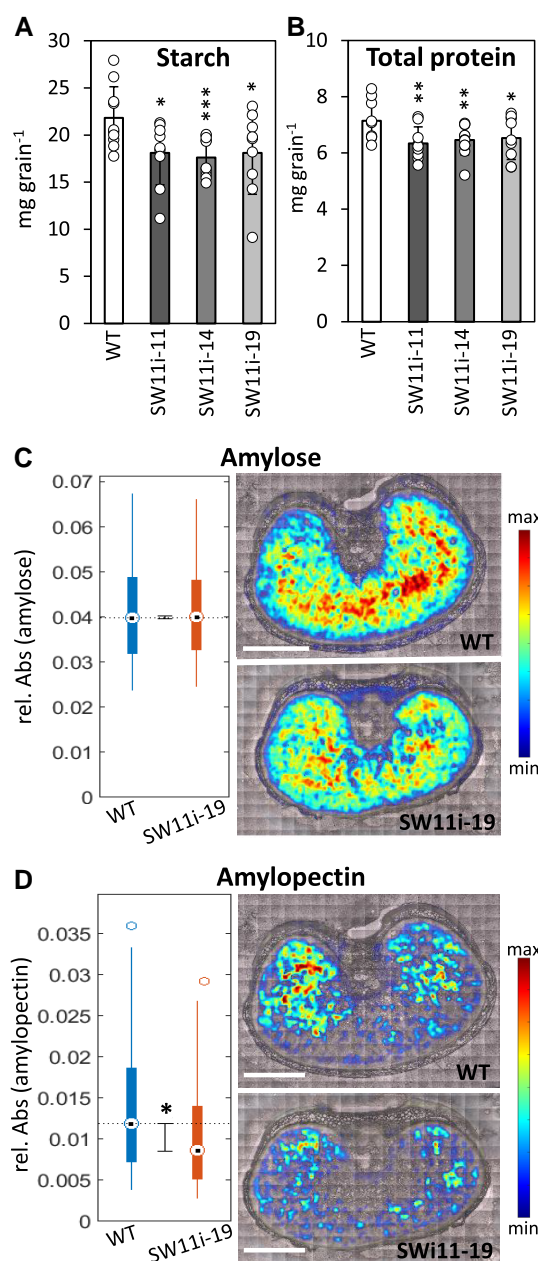 A
Starch
mg grain-1
30
25
20
15
10
5
0
*
***
*
WT
SW11i-11
SW11i-14
SW11i-19
B
Total protein
mg grain-1
10
8
6
4
2
0
**
**
*
WT
SW11i-11
SW11i-14
SW11i-19
C
Amylose
rel. Abs (amylose)
0.07
0.06
0.05
0.04
0.03
0.02
0.01
0
WT
SW11i-19
WT
SW11i-19
max
min
D
Amylopectin
rel. Abs (amylopectin)
0.035
0.03
0.025
0.02
0.015
0.01
0.005
0
*
WT
SW11i-19
WT
SWi11-19
max
min